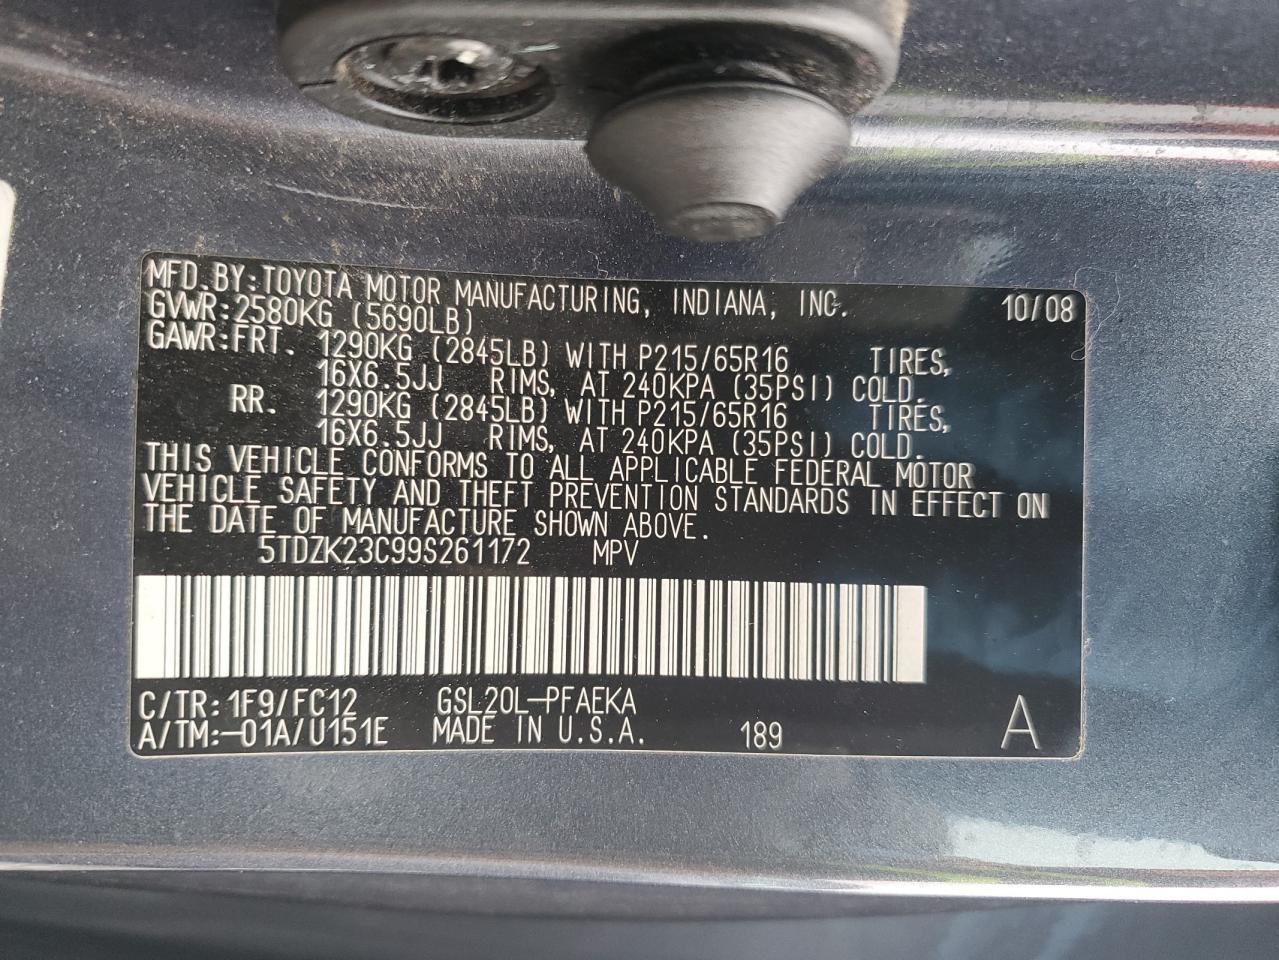 MFD.BY:TOYOTA MOTOR MANUFACTURING, INDIANA, INC. 10/08
GVWR:2580KG (5690LB)
GAWR:FRT. 1290KG (2845LB) WITH P215/65R16 TIRES,
16X6.5JJ RIMS, AT 240KPA (35PSI) COLD.
RR. 1290KG (2845LB) WITH P215/65R16 TIRES,
16X6.5JJ RIMS, AT 240KPA (35PSI) COLD.
THIS VEHICLE CONFORMS TO ALL APPLICABLE FEDERAL MOTOR
VEHICLE SAFETY AND THEFT PREVENTION STANDARDS IN EFFECT ON
THE DATE OF MANUFACTURE SHOWN ABOVE.
5TDZK23C99S261172 MPV
C/TR:1F9/FC12 GSL20L-PFAEKA
A/TM:-01A/U151E MADE IN U.S.A. 189 A